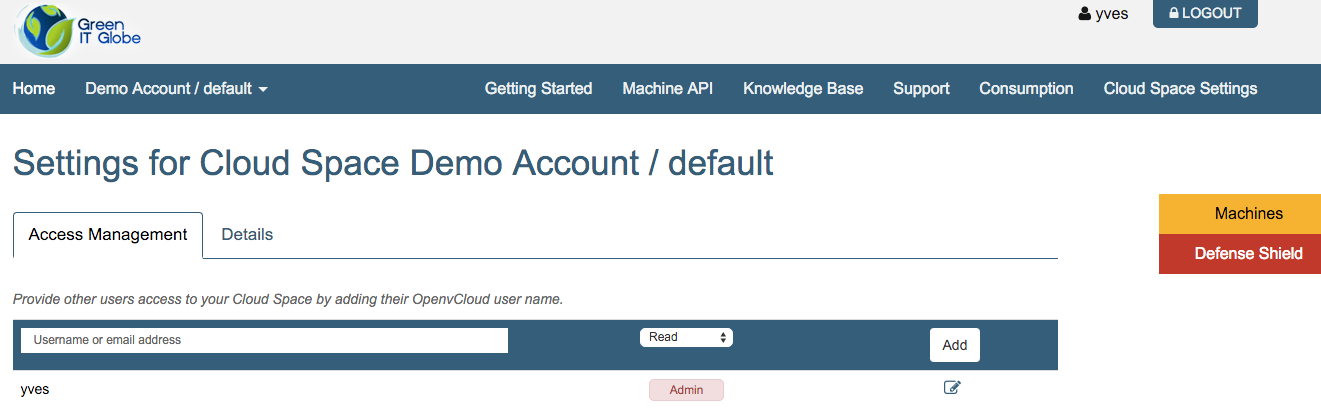 Green
IT Globe
yves
LOGOUT
Home Demo Account / default Getting Started Machine API Knowledge Base Support Consumption Cloud Space Settings
Settings for Cloud Space Demo Account / default
Machines
Access Management Details
Defense Shield
Provide other users access to your Cloud Space by adding their OpenvCloud user name.
Username or email address Read Add
yves Admin